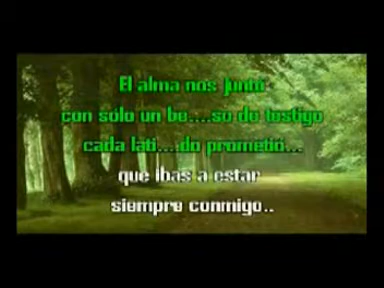 El alma nos juntó
con sólo un be....so de testigo
cada lati....do prometió...
que ibas a estar
siempre conmigo..